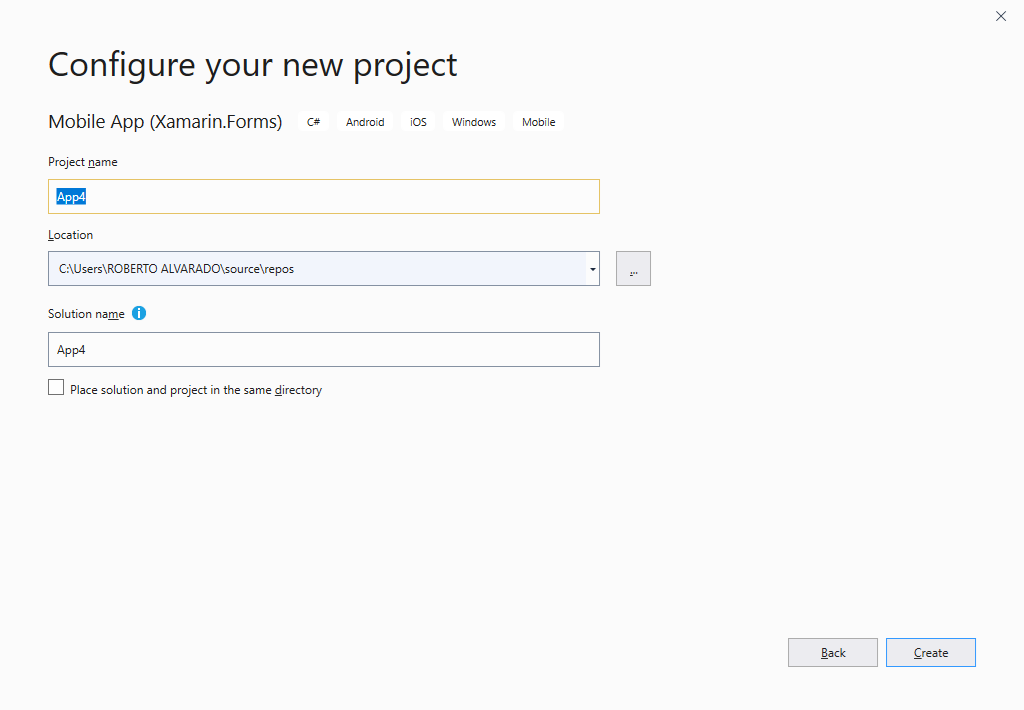 Configure your new project
Mobile App (Xamarin.Forms) C# Android iOS Windows Mobile
Project name
App4
Location
C:\Users\ROBERTO ALVARADO\source\repos
...
Solution name
App4
Place solution and project in the same directory
Back Create